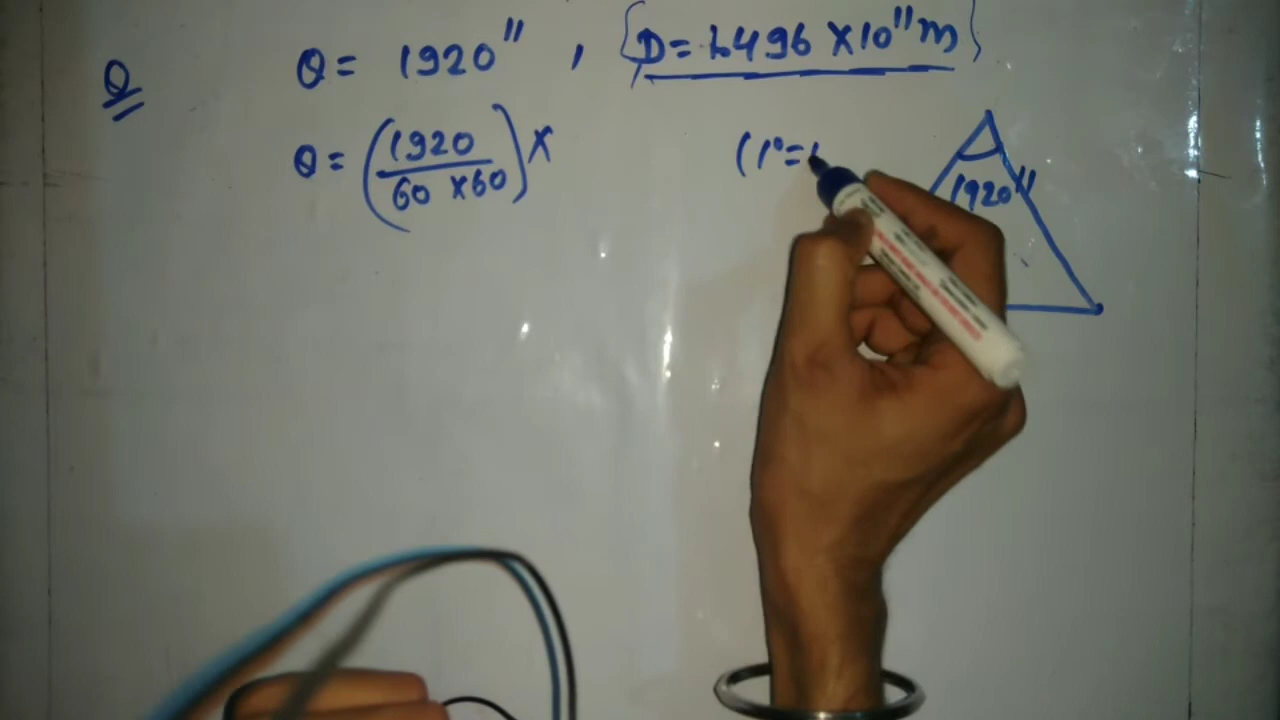 Q θ = 1920" , {D = 1.496 × 10¹¹ m}
θ = (1920 / 60 × 60) × (1° =
1920"